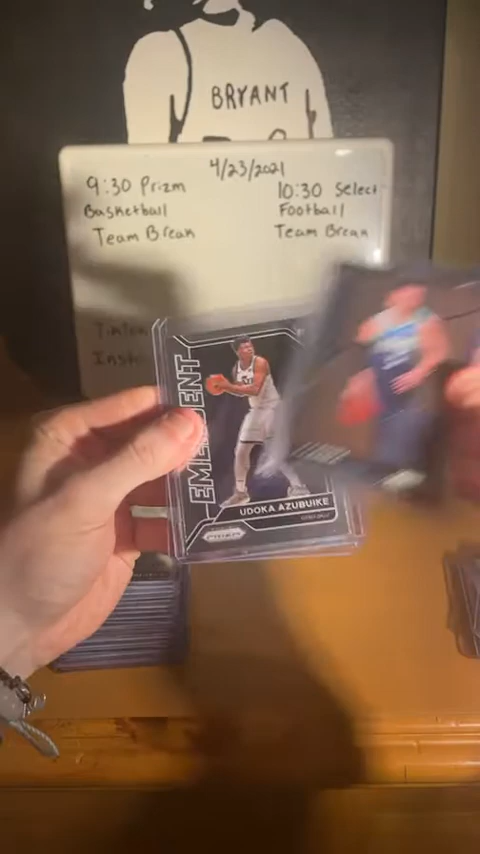 BRYANT
4/23/2021
9:30 Prizm
Basketball
Team Break
10:30 Select
Football
Team Break
EMERGENT
UDOKA AZUBUIKE
PRIZM